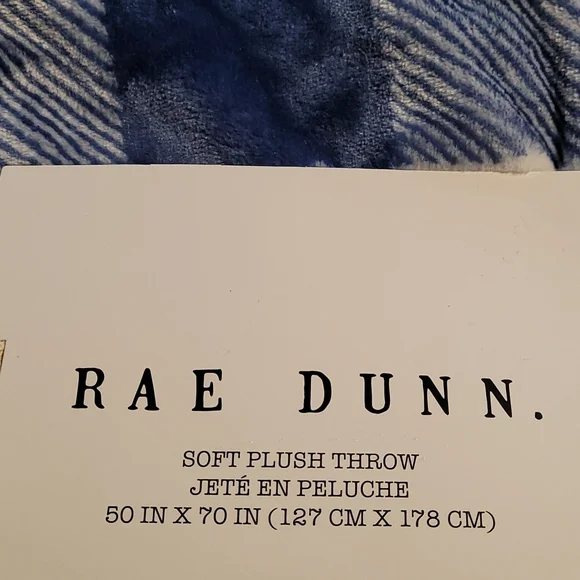 RAE DUNN.
SOFT PLUSH THROW
JETÉ EN PELUCHE
50 IN X 70 IN (127 CM X 178 CM)